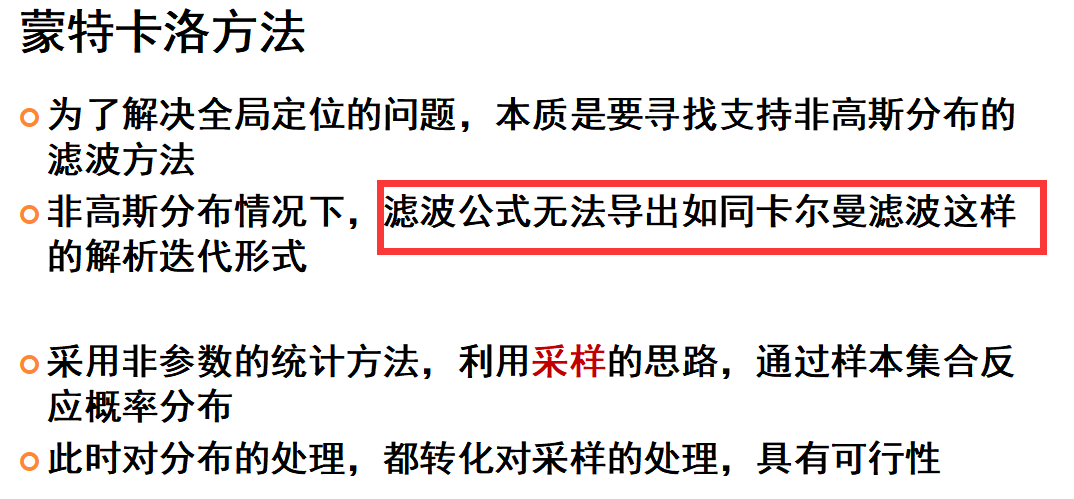 蒙特卡洛方法
为了解决全局定位的问题，本质是要寻找支持非高斯分布的
滤波方法
非高斯分布情况下，滤波公式无法导出如同卡尔曼滤波这样
的解析迭代形式
采用非参数的统计方法，利用采样的思路，通过样本集合反
应概率分布
此时对分布的处理，都转化对采样的处理，具有可行性